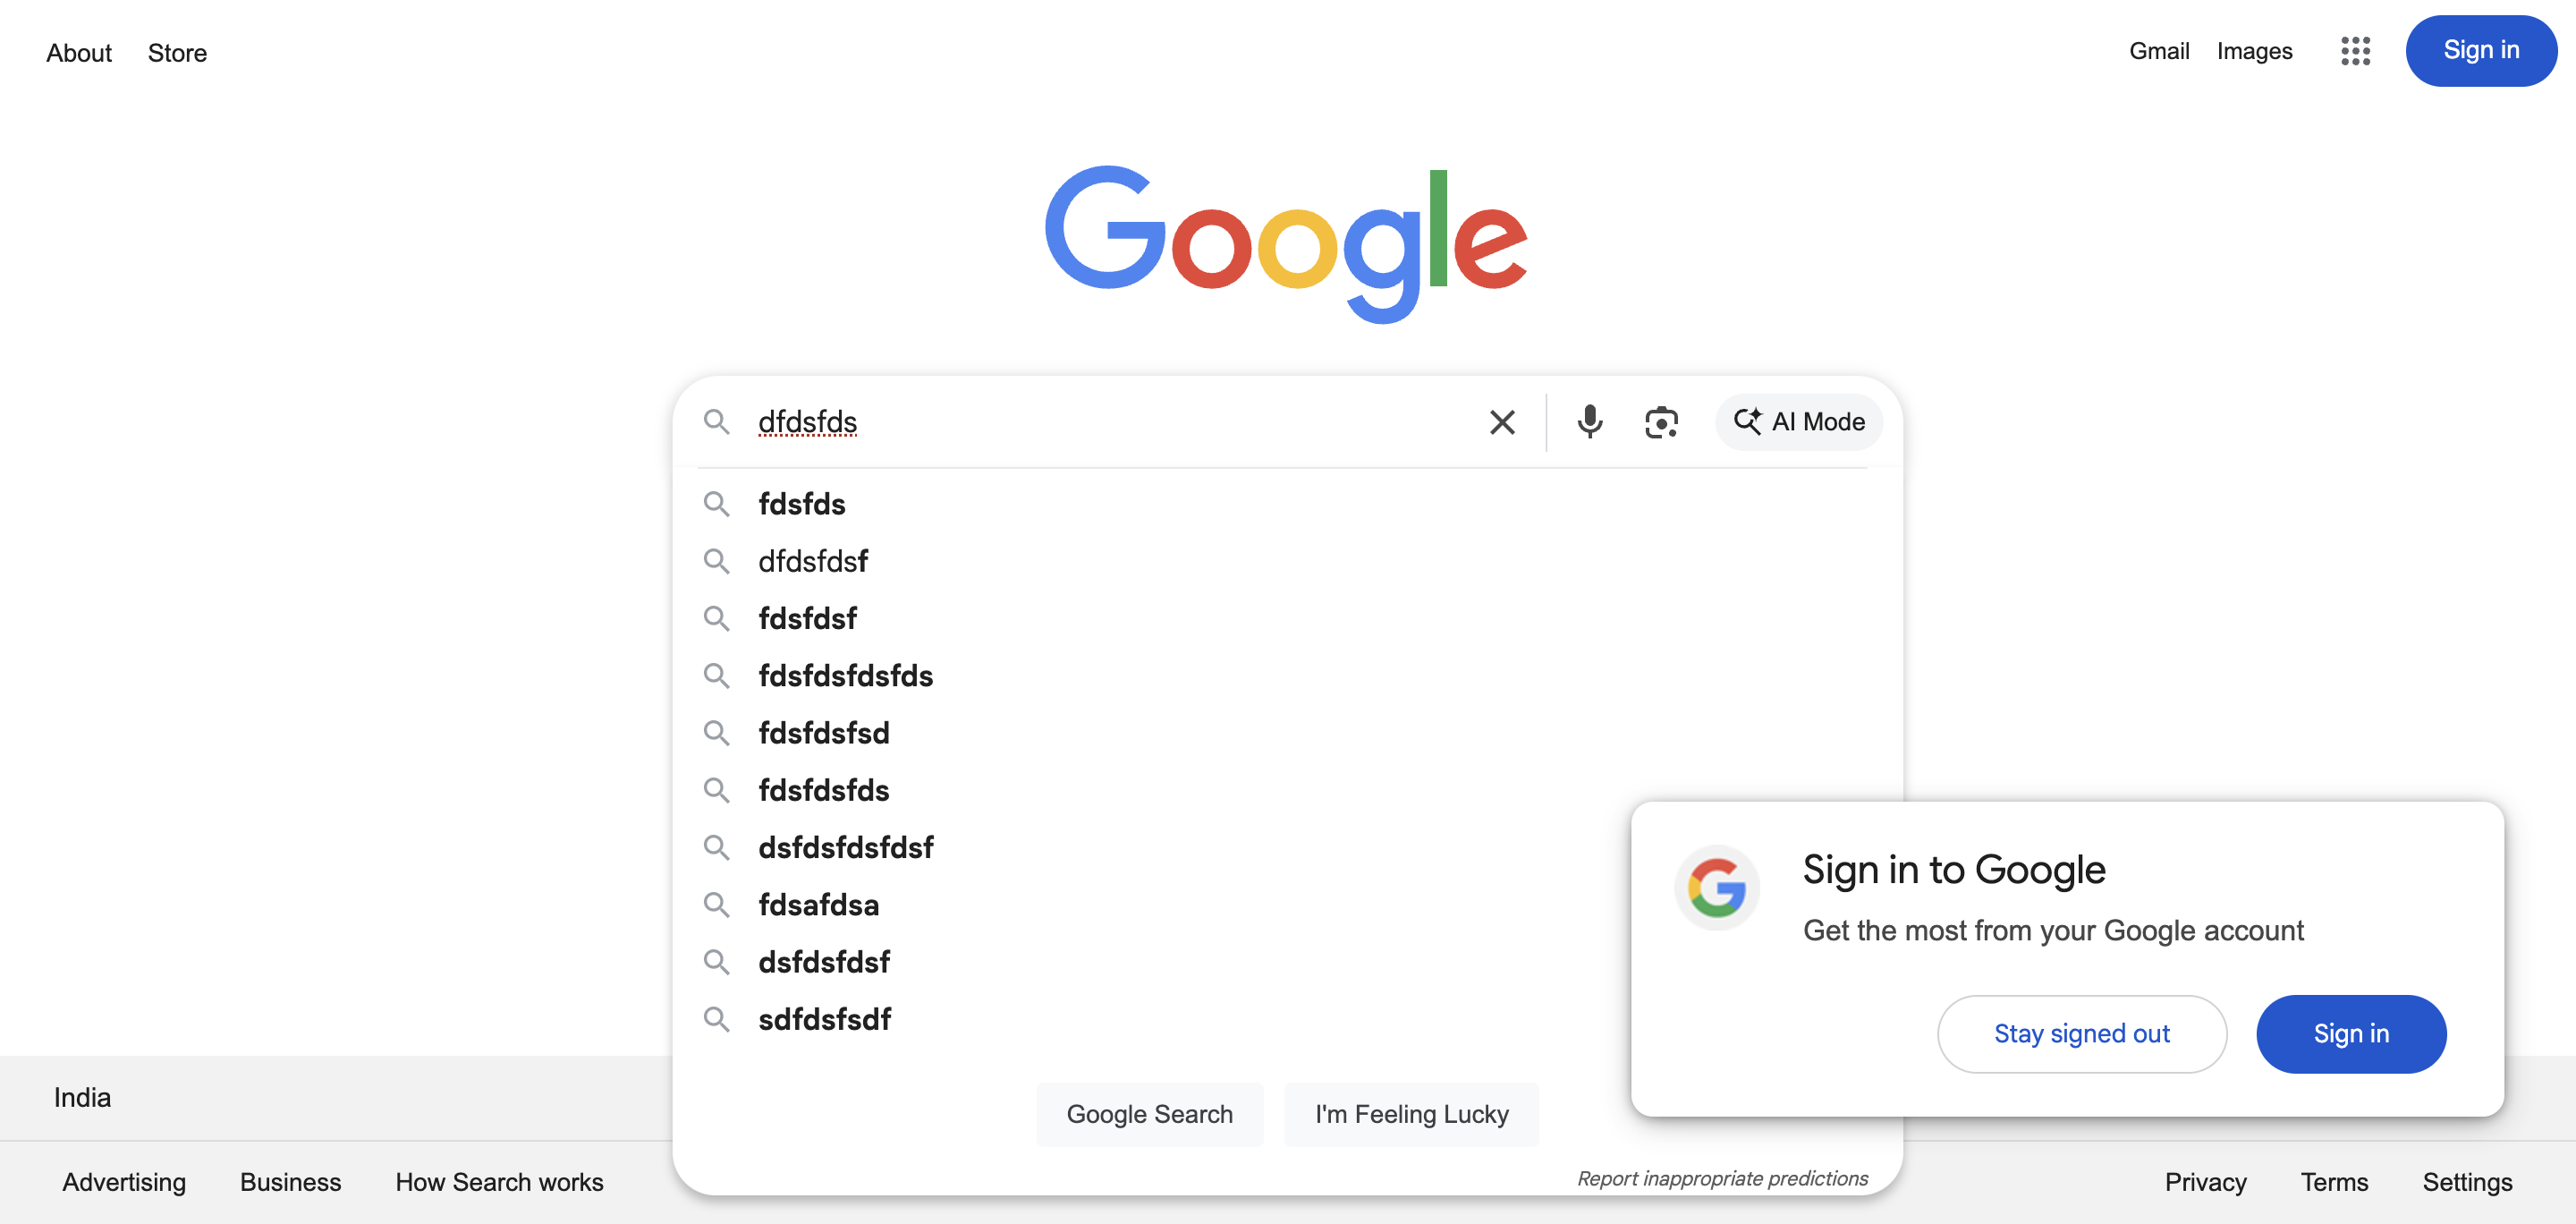 About Store Gmail Images Sign in
Google
dfdsfds AI Mode
fdsfds
dfdsfdsf
fdsfdsf
fdsfdsfdsfds
fdsfdsfsd
fdsfdsfds
dsfdsfdsfdsf
fdsafdsa
dsfdsfdsf
sdfdsfsdf
Google Search I'm Feeling Lucky
Report inappropriate predictions
Sign in to Google
Get the most from your Google account
Stay signed out Sign in
India
Advertising Business How Search works Privacy Terms Settings